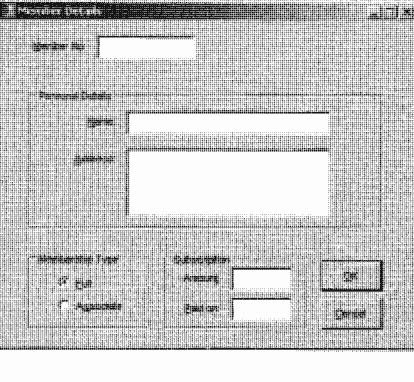 Member Details
Member No
Personal Details
Name
Address
Membership Type
Full
Associate
Subscription
Amount
Paid on
OK
Cancel